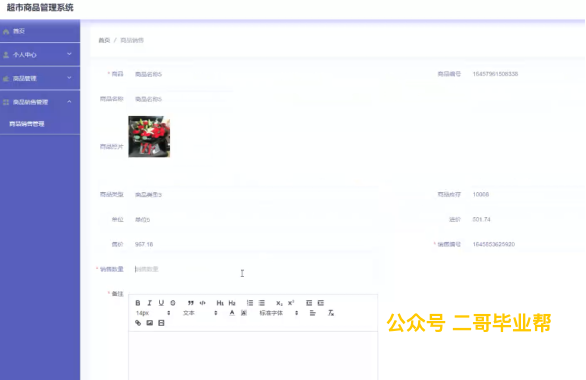 超市商品管理系统
首页
首页 / 商品销售
个人中心
商品管理
商品销售管理
商品销售管理
* 商品 商品名称5
商品编号
商品名称 商品名称5
商品照片
商品类型 商品类型3
商品库存
单位 单位5
进价 501.74
售价 967.18
* 销售编号
* 销售数量 销售数量
* 备注
B I U S ” </> H1 H2 x₂ x²
14px 文本 A 标准字体
公众号 二哥毕业帮